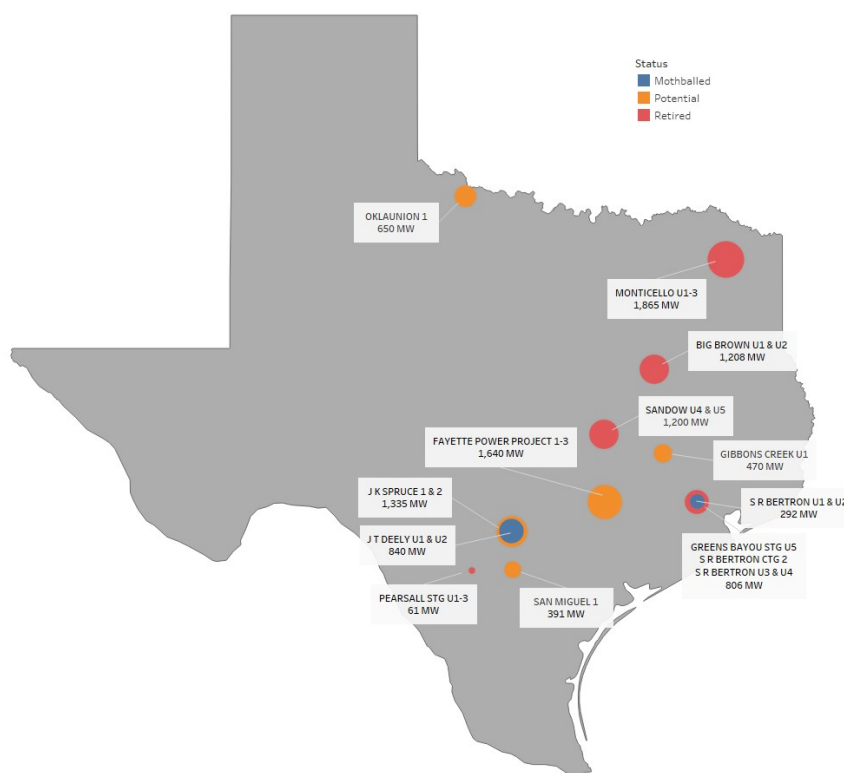 Status
Mothballed
Potential
Retired
OKLAUNION 1
650 MW
MONTICELLO U1-3
1,865 MW
BIG BROWN U1 & U2
1,208 MW
SANDOW U4 & U5
1,200 MW
FAYETTE POWER PROJECT 1-3
1,640 MW
GIBBONS CREEK U1
470 MW
J K SPRUCE 1 & 2
1,335 MW
S R BERTRON U1 & U2
292 MW
J T DEELY U1 & U2
840 MW
GREENS BAYOU STG U5
S R BERTRON CTG 2
S R BERTRON U3 & U4
806 MW
PEARSALL STG U1-3
61 MW
SAN MIGUEL 1
391 MW